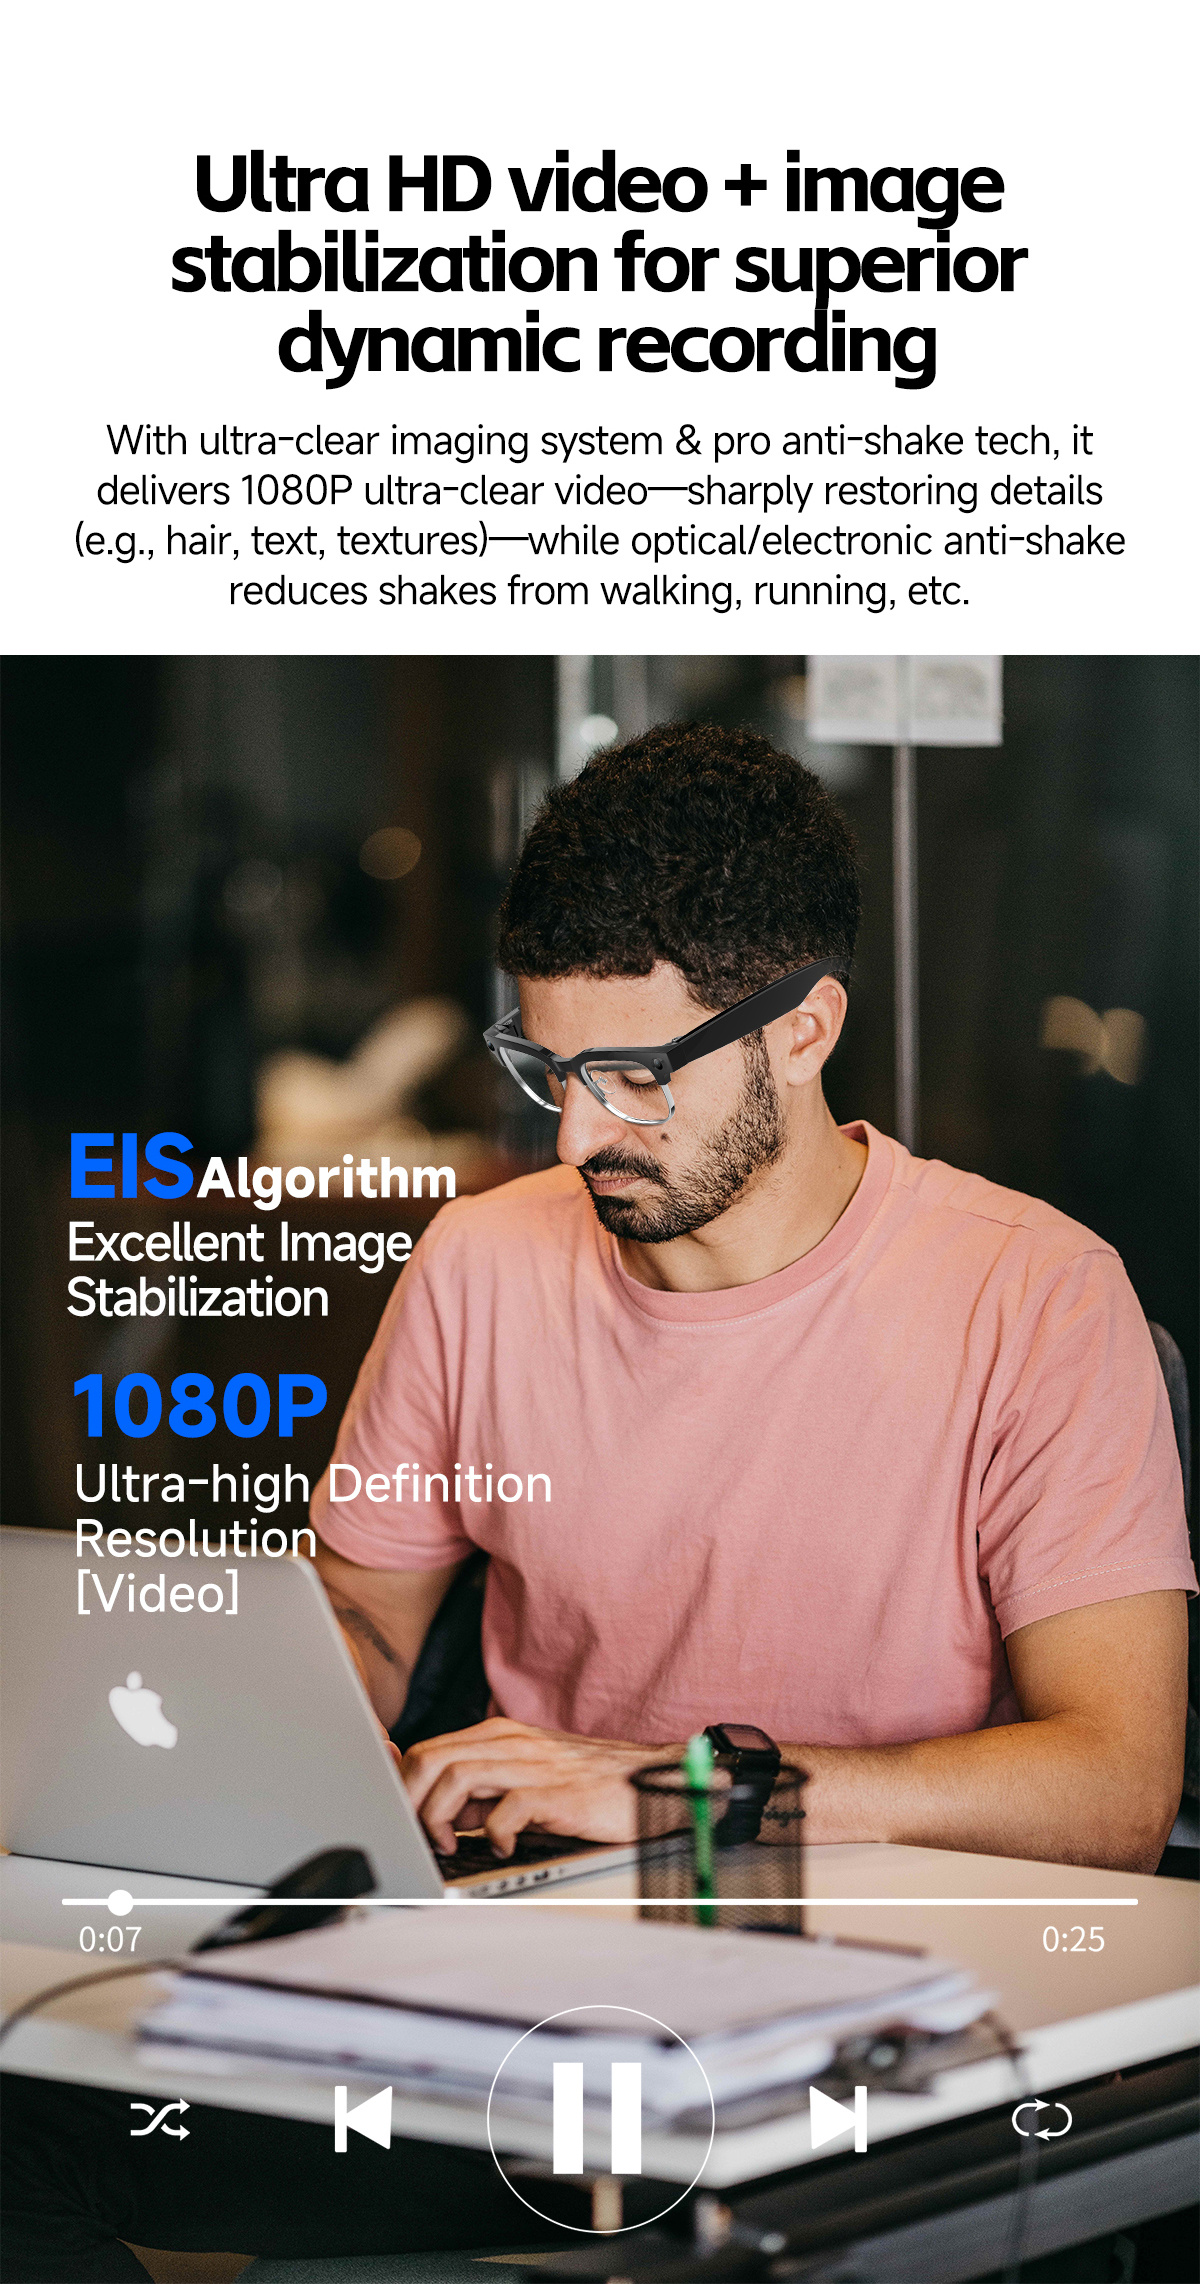 Ultra HD video + image
stabilization for superior
dynamic recording
With ultra-clear imaging system & pro anti-shake tech, it
delivers 1080P ultra-clear video—sharply restoring details
(e.g., hair, text, textures)—while optical/electronic anti-shake
reduces shakes from walking, running, etc.
EIS Algorithm
Excellent Image
Stabilization
1080P
Ultra-high Definition
Resolution
[Video]
0:07
0:25